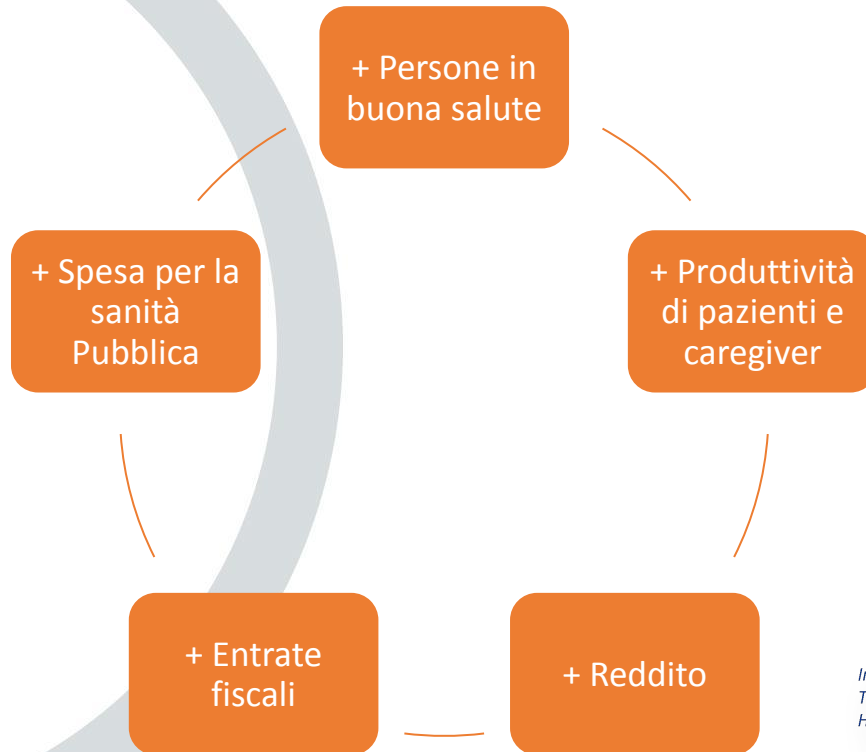 + Persone in
buona salute
+ Spesa per la
sanità
Pubblica
+ Produttività
di pazienti e
caregiver
+ Entrate
fiscali
+ Reddito